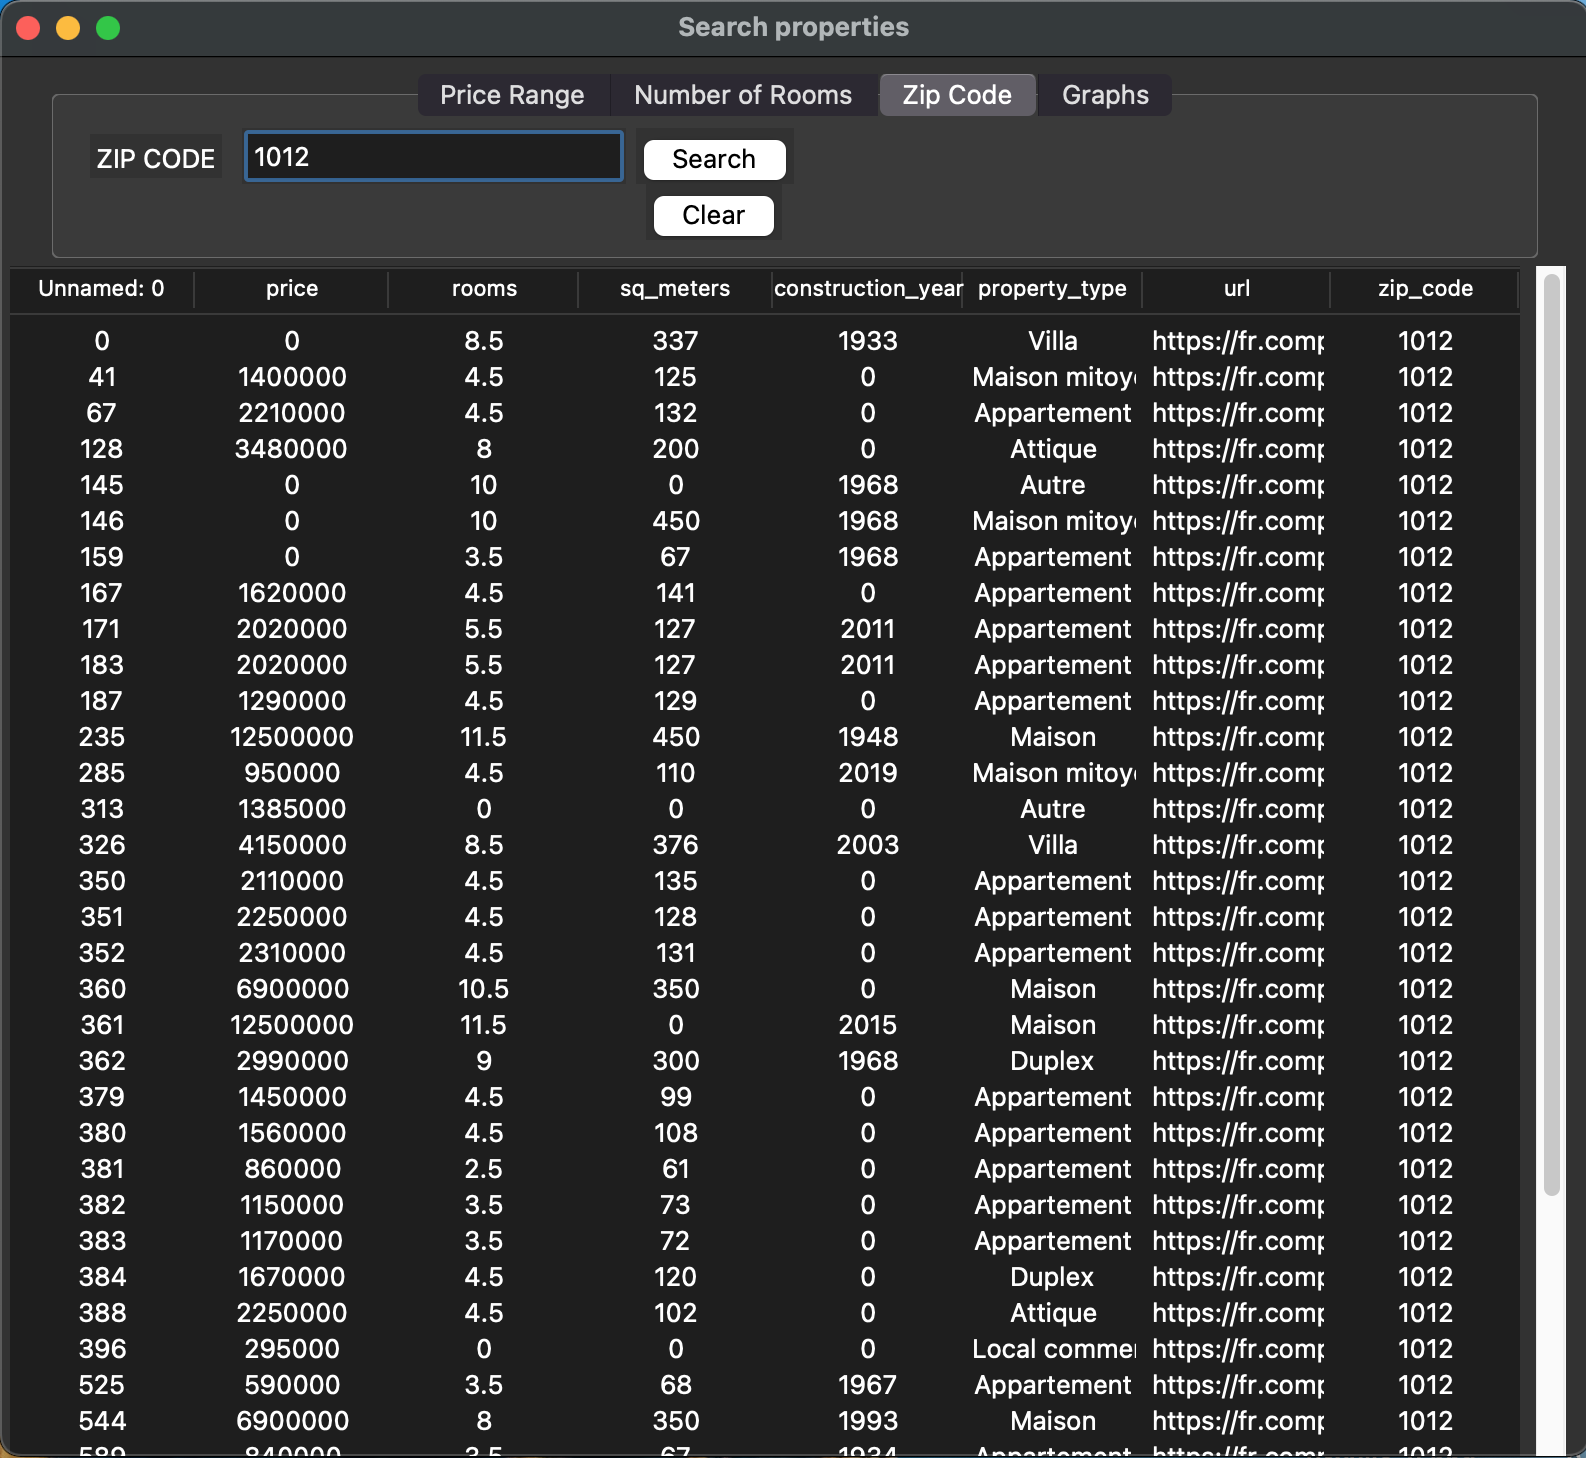 Search properties
Price Range Number of Rooms Zip Code Graphs
ZIP CODE 1012 Search
Clear
Unnamed: 0 price rooms sq_meters construction_year property_type url zip_code
0 0 8.5 337 1933 Villa https://fr.comp 1012
41 1400000 4.5 125 0 Maison mitoye https://fr.comp 1012
67 2210000 4.5 132 0 Appartement https://fr.comp 1012
128 3480000 8 200 0 Attique https://fr.comp 1012
145 0 10 0 1968 Autre https://fr.comp 1012
146 0 10 450 1968 Maison mitoye https://fr.comp 1012
159 0 3.5 67 1968 Appartement https://fr.comp 1012
167 1620000 4.5 141 0 Appartement https://fr.comp 1012
171 2020000 5.5 127 2011 Appartement https://fr.comp 1012
183 2020000 5.5 127 2011 Appartement https://fr.comp 1012
187 1290000 4.5 129 0 Appartement https://fr.comp 1012
235 12500000 11.5 450 1948 Maison https://fr.comp 1012
285 950000 4.5 110 2019 Maison mitoye https://fr.comp 1012
313 1385000 0 0 0 Autre https://fr.comp 1012
326 4150000 8.5 376 2003 Villa https://fr.comp 1012
350 2110000 4.5 135 0 Appartement https://fr.comp 1012
351 2250000 4.5 128 0 Appartement https://fr.comp 1012
352 2310000 4.5 131 0 Appartement https://fr.comp 1012
360 6900000 10.5 350 0 Maison https://fr.comp 1012
361 12500000 11.5 0 2015 Maison https://fr.comp 1012
362 2990000 9 300 1968 Duplex https://fr.comp 1012
379 1450000 4.5 99 0 Appartement https://fr.comp 1012
380 1560000 4.5 108 0 Appartement https://fr.comp 1012
381 860000 2.5 61 0 Appartement https://fr.comp 1012
382 1150000 3.5 73 0 Appartement https://fr.comp 1012
383 1170000 3.5 72 0 Appartement https://fr.comp 1012
384 1670000 4.5 120 0 Duplex https://fr.comp 1012
388 2250000 4.5 102 0 Attique https://fr.comp 1012
396 295000 0 0 0 Local commer https://fr.comp 1012
525 590000 3.5 68 1967 Appartement https://fr.comp 1012
544 6900000 8 350 1993 Maison https://fr.comp 1012
589 840000 3.5 67 1934 Appartement https://fr.comp 1012